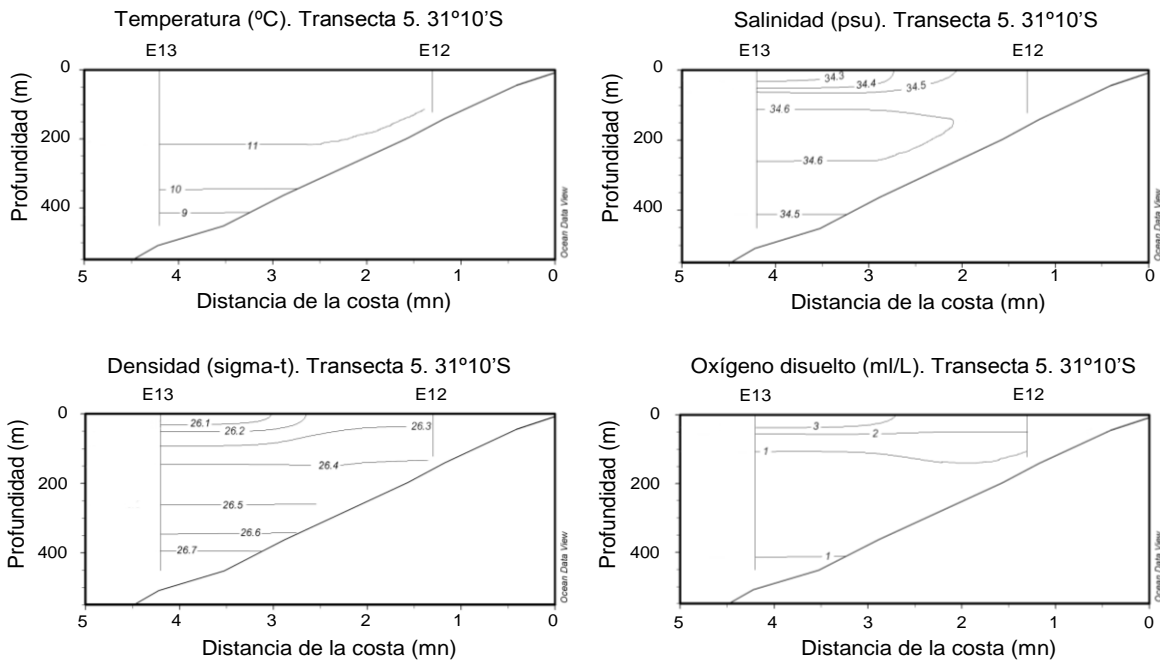 Temperatura (ºC). Transecta 5. 31º10’S
E13 E12
Profundidad (m)
0
200
400
11
10
9
5 4 3 2 1 0
Distancia de la costa (mn)
Ocean Data View
Salinidad (psu). Transecta 5. 31º10’S
E13 E12
Profundidad (m)
0
200
400
34.3
34.4
34.5
34.6
34.6
34.5
5 4 3 2 1 0
Distancia de la costa (mn)
Ocean Data View
Densidad (sigma-t). Transecta 5. 31º10’S
E13 E12
Profundidad (m)
0
200
400
26.1
26.2
26.3
26.4
26.5
26.6
26.7
5 4 3 2 1 0
Distancia de la costa (mn)
Ocean Data View
Oxígeno disuelto (ml/L). Transecta 5. 31º10’S
E13 E12
Profundidad (m)
0
200
400
3
2
1
1
5 4 3 2 1 0
Distancia de la costa (mn)
Ocean Data View